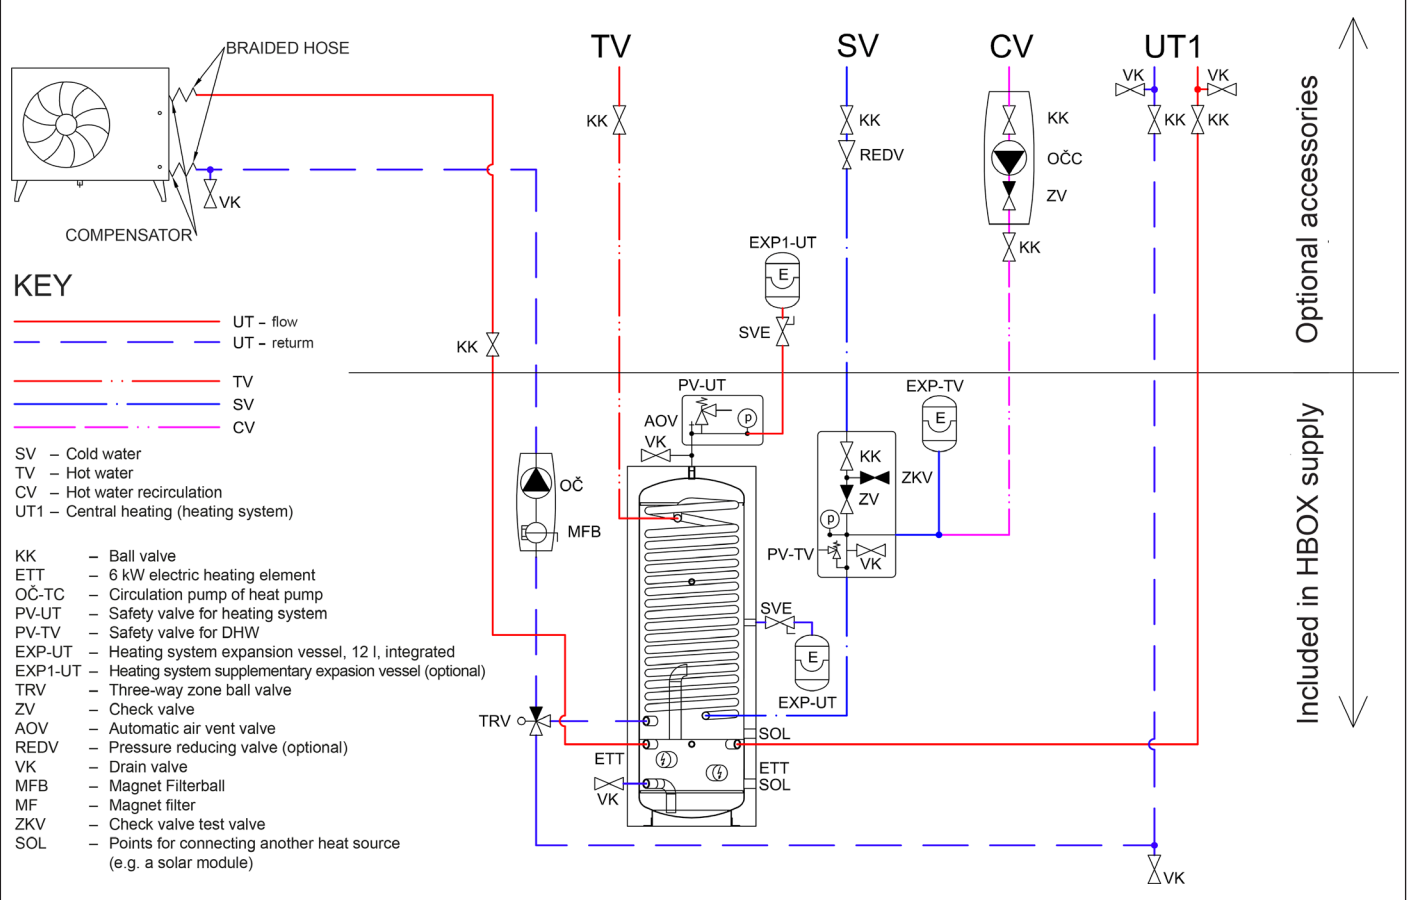 BRAIDED HOSE
TV
SV
CV
UT1
VK
VK
KK
KK
KK
KK
KK
REDV
OČC
ZV
VK
COMPENSATOR
KK
EXP1-UT
E
SVE
Optional accessories
KEY
UT – flow
UT – returm
TV
SV
CV
KK
SV – Cold water
TV – Hot water
CV – Hot water recirculation
UT1 – Central heating (heating system)
KK – Ball valve
ETT – 6 kW electric heating element
OČ-TC – Circulation pump of heat pump
PV-UT – Safety valve for heating system
PV-TV – Safety valve for DHW
EXP-UT – Heating system expansion vessel, 12 l, integrated
EXP1-UT – Heating system supplementary expasion vessel (optional)
TRV – Three-way zone ball valve
ZV – Check valve
AOV – Automatic air vent valve
REDV – Pressure reducing valve (optional)
VK – Drain valve
MFB – Magnet Filterball
MF – Magnet filter
ZKV – Check valve test valve
SOL – Points for connecting another heat source
(e.g. a solar module)
PV-UT
p
AOV
VK
EXP-TV
E
KK
ZKV
ZV
p
PV-TV
VK
OČ
MFB
SVE
E
EXP-UT
TRV
SOL
ETT
ETT
SOL
VK
VK
Included in HBOX supply